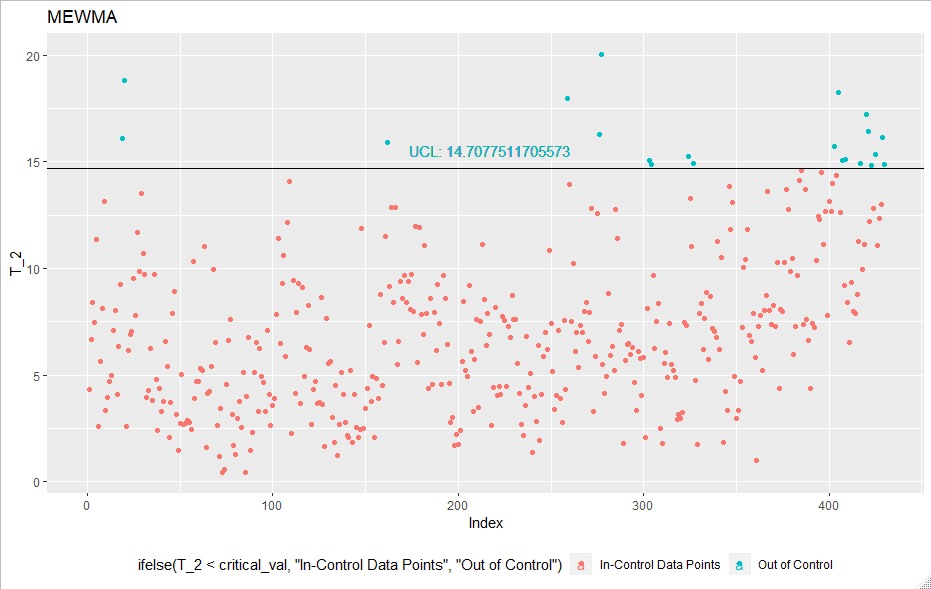 MEWMA
20
15
10
5
0
T_2
UCL: 14.7077511705573
0 100 200 300 400
Index
ifelse(T_2 < critical_val, "In-Control Data Points", "Out of Control") a In-Control Data Points a Out of Control